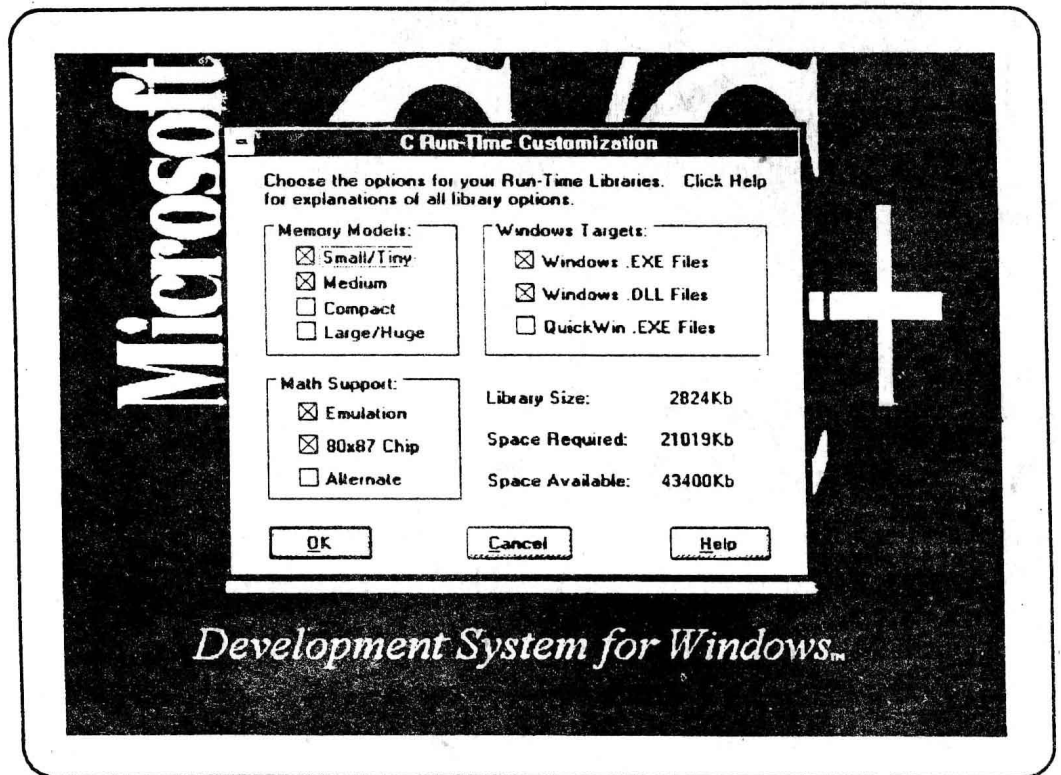 Microsoft
C/C
++
C Run-Time Customization
Choose the options for your Run-Time Libraries. Click Help
for explanations of all library options.
Memory Models:
Small/Tiny
Medium
Compact
Large/Huge
Windows Targets:
Windows .EXE Files
Windows .DLL Files
QuickWin .EXE Files
Math Support:
Emulation
80x87 Chip
Alternate
Library Size: 2824Kb
Space Required: 21019Kb
Space Available: 43400Kb
OK
Cancel
Help
Development System for Windows™